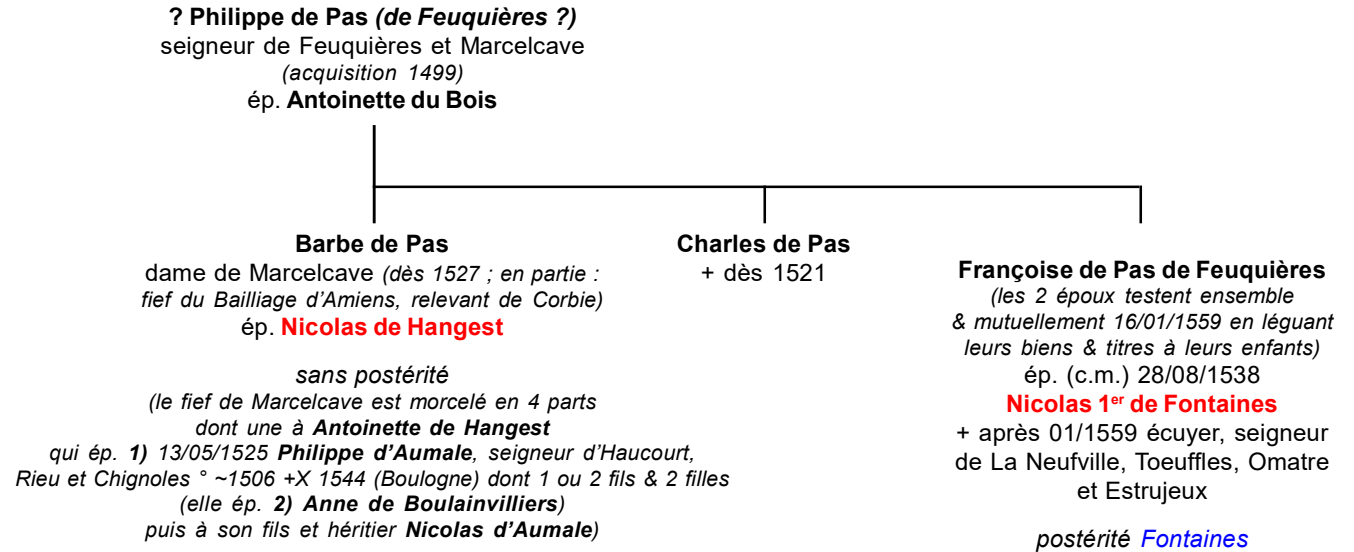 ? Philippe de Pas (de Feuquières ?)
seigneur de Feuquières et Marcelcave
(acquisition 1499)
ép. Antoinette du Bois
Barbe de Pas
dame de Marcelcave (dès 1527 ; en partie :
fief du Bailliage d’Amiens, relevant de Corbie)
ép. Nicolas de Hangest
sans postérité
(le fief de Marcelcave est morcelé en 4 parts
dont une à Antoinette de Hangest
qui ép. 1) 13/05/1525 Philippe d’Aumale, seigneur d’Haucourt,
Rieu et Chignoles ° ~1506 +X 1544 (Boulogne) dont 1 ou 2 fils & 2 filles
(elle ép. 2) Anne de Boulainvilliers)
puis à son fils et héritier Nicolas d’Aumale)
Charles de Pas
+ dès 1521
Françoise de Pas de Feuquières
(les 2 époux testent ensemble
& mutuellement 16/01/1559 en léguant
leurs biens & titres à leurs enfants)
ép. (c.m.) 28/08/1538
Nicolas 1er de Fontaines
+ après 01/1559 écuyer, seigneur
de La Neufville, Toeuffles, Omatre
et Estrujeux
postérité Fontaines